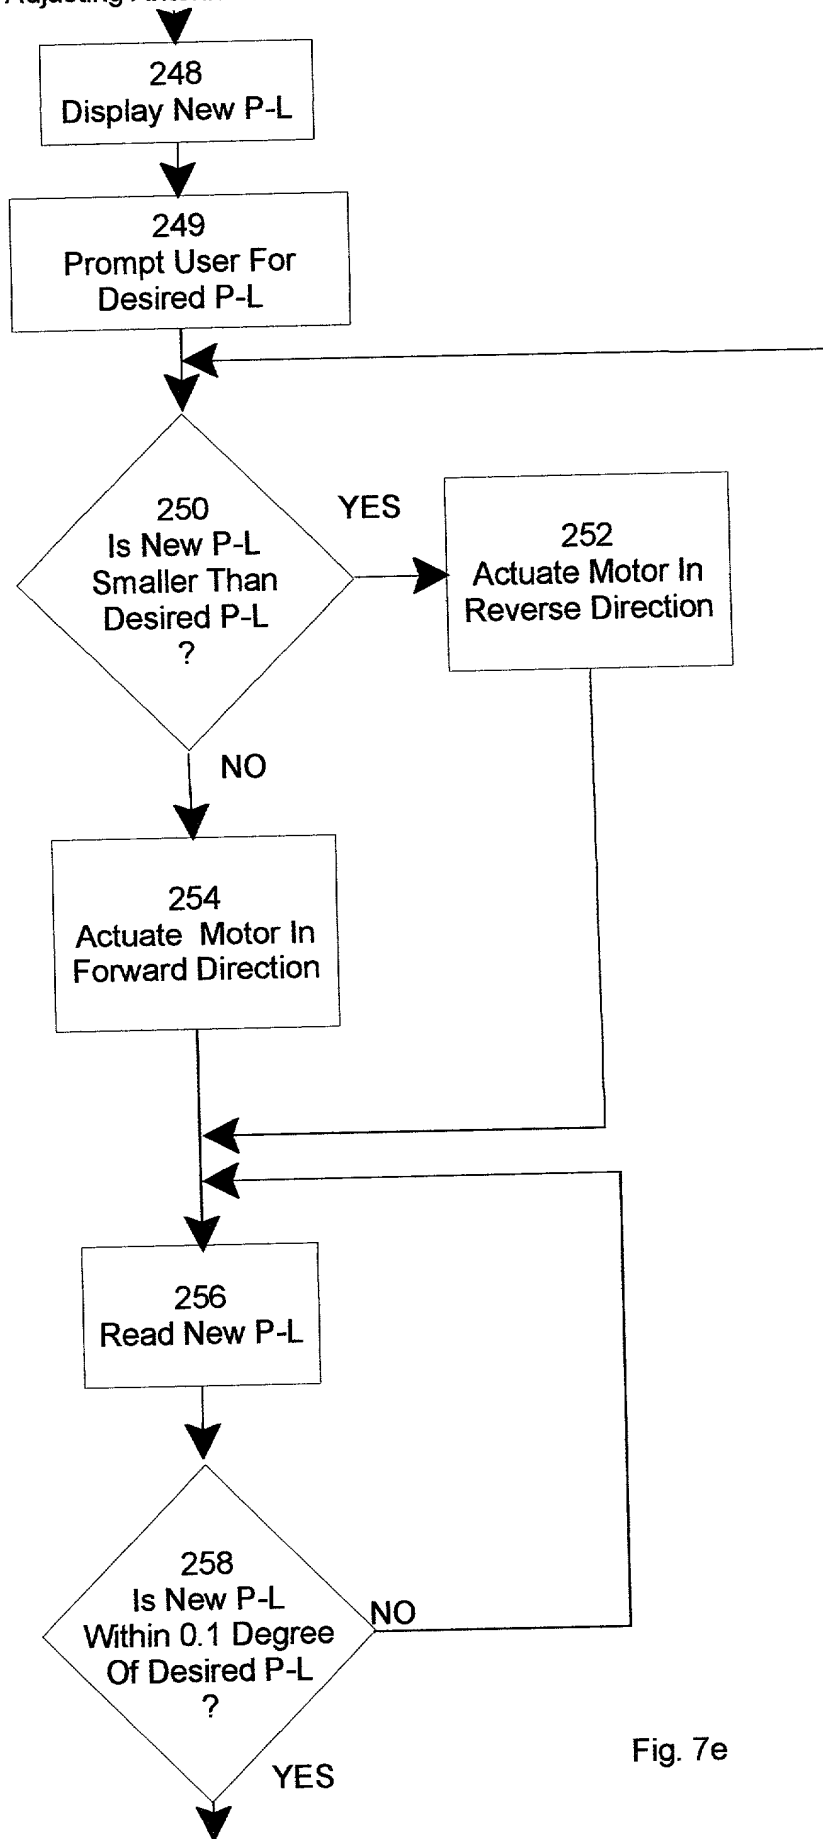 Adjusting
248
Display New P-L
249
Prompt User For
Desired P-L
250
Is New P-L
Smaller Than
Desired P-L
?
YES
252
Actuate Motor In
Reverse Direction
NO
254
Actuate Motor In
Forward Direction
256
Read New P-L
258
Is New P-L
Within 0.1 Degree
Of Desired P-L
?
NO
YES
Fig. 7e